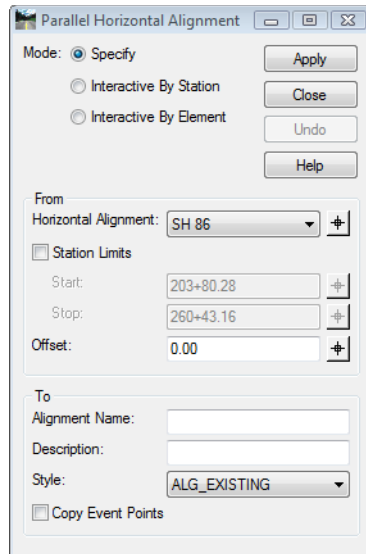 Parallel Horizontal Alignment
Mode: Specify
Apply
Interactive By Station
Close
Interactive By Element
Undo
Help
From
Horizontal Alignment: SH 86
Station Limits
Start: 203+80.28
Stop: 260+43.16
Offset: 0.00
To
Alignment Name:
Description:
Style: ALG_EXISTING
Copy Event Points